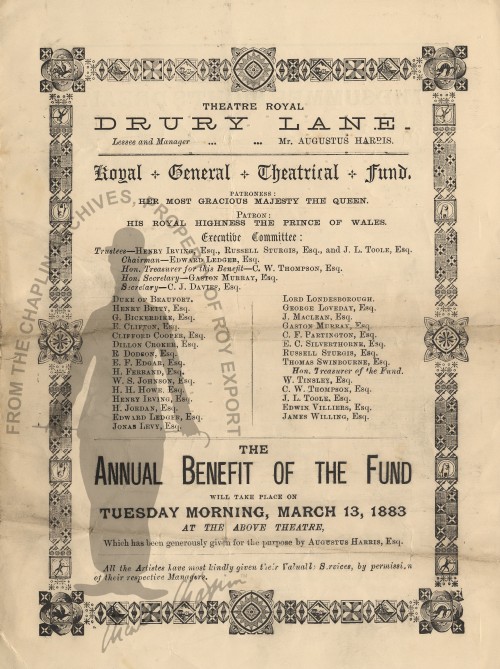 THEATRE ROYAL
DRURY LANE.
Lessee and Manager ... ... Mr. AUGUSTUS HARRIS.
Royal General Theatrical Fund.
PATRONESS:
HER MOST GRACIOUS MAJESTY THE QUEEN.
PATRON:
HIS ROYAL HIGHNESS THE PRINCE OF WALES.
Executive Committee:
Trustees—HENRY IRVING, Esq., RUSSELL STURGIS, Esq., and J. L. TOOLE, Esq.
Chairman—EDWARD LEDGER, Esq.
Hon. Treasurer for this Benefit—C. W. THOMPSON, Esq.
Hon. Secretary—GASTON MURRAY, Esq.
Secretary—C. J. DAVIES, Esq.
DUKE OF BEAUFORT.
HENRY BETTY, Esq.
G. BICKERDIKE, Esq.
E. CLIFTON, Esq.
CLIFFORD COOPER, Esq.
DILLON CROKER, Esq.
R. DODSON, Esq.
E. F. EDGAR, Esq.
H. FERRAND, Esq.
W. S. JOHNSON, Esq.
H. H. HOWE, Esq.
HENRY IRVING, Esq.
H. JORDAN, Esq.
EDWARD LEDGER, Esq.
JONAS LEVY, Esq.
LORD LONDESBOROUGH.
GEORGE LOVEDAY, Esq.
J. MACLEAN, Esq.
GASTON MURRAY, Esq.
C. F. PARTINGTON, Esq.
E. C. SILVERTHORNE, Esq.
RUSSELL STURGIS, Esq.
THOMAS SWINBOURNE, Esq.
Hon. Treasurer of the Fund.
W. TINSLEY, Esq.
C. W. THOMPSON, Esq.
J. L. TOOLE, Esq.
EDWIN VILLIERS, Esq.
JAMES WILLING, Esq.
THE
ANNUAL BENEFIT OF THE FUND
WILL TAKE PLACE ON
TUESDAY MORNING, MARCH 13, 1883
AT THE ABOVE THEATRE,
Which has been generously given for the purpose by AUGUSTUS HARRIS, Esq.
All the Artistes have most kindly given their Valuable Services, by permission
of their respective Managers.
FROM THE CHAPLIN ARCHIVES, PROPERTY OF ROY EXPORT
Chaplin